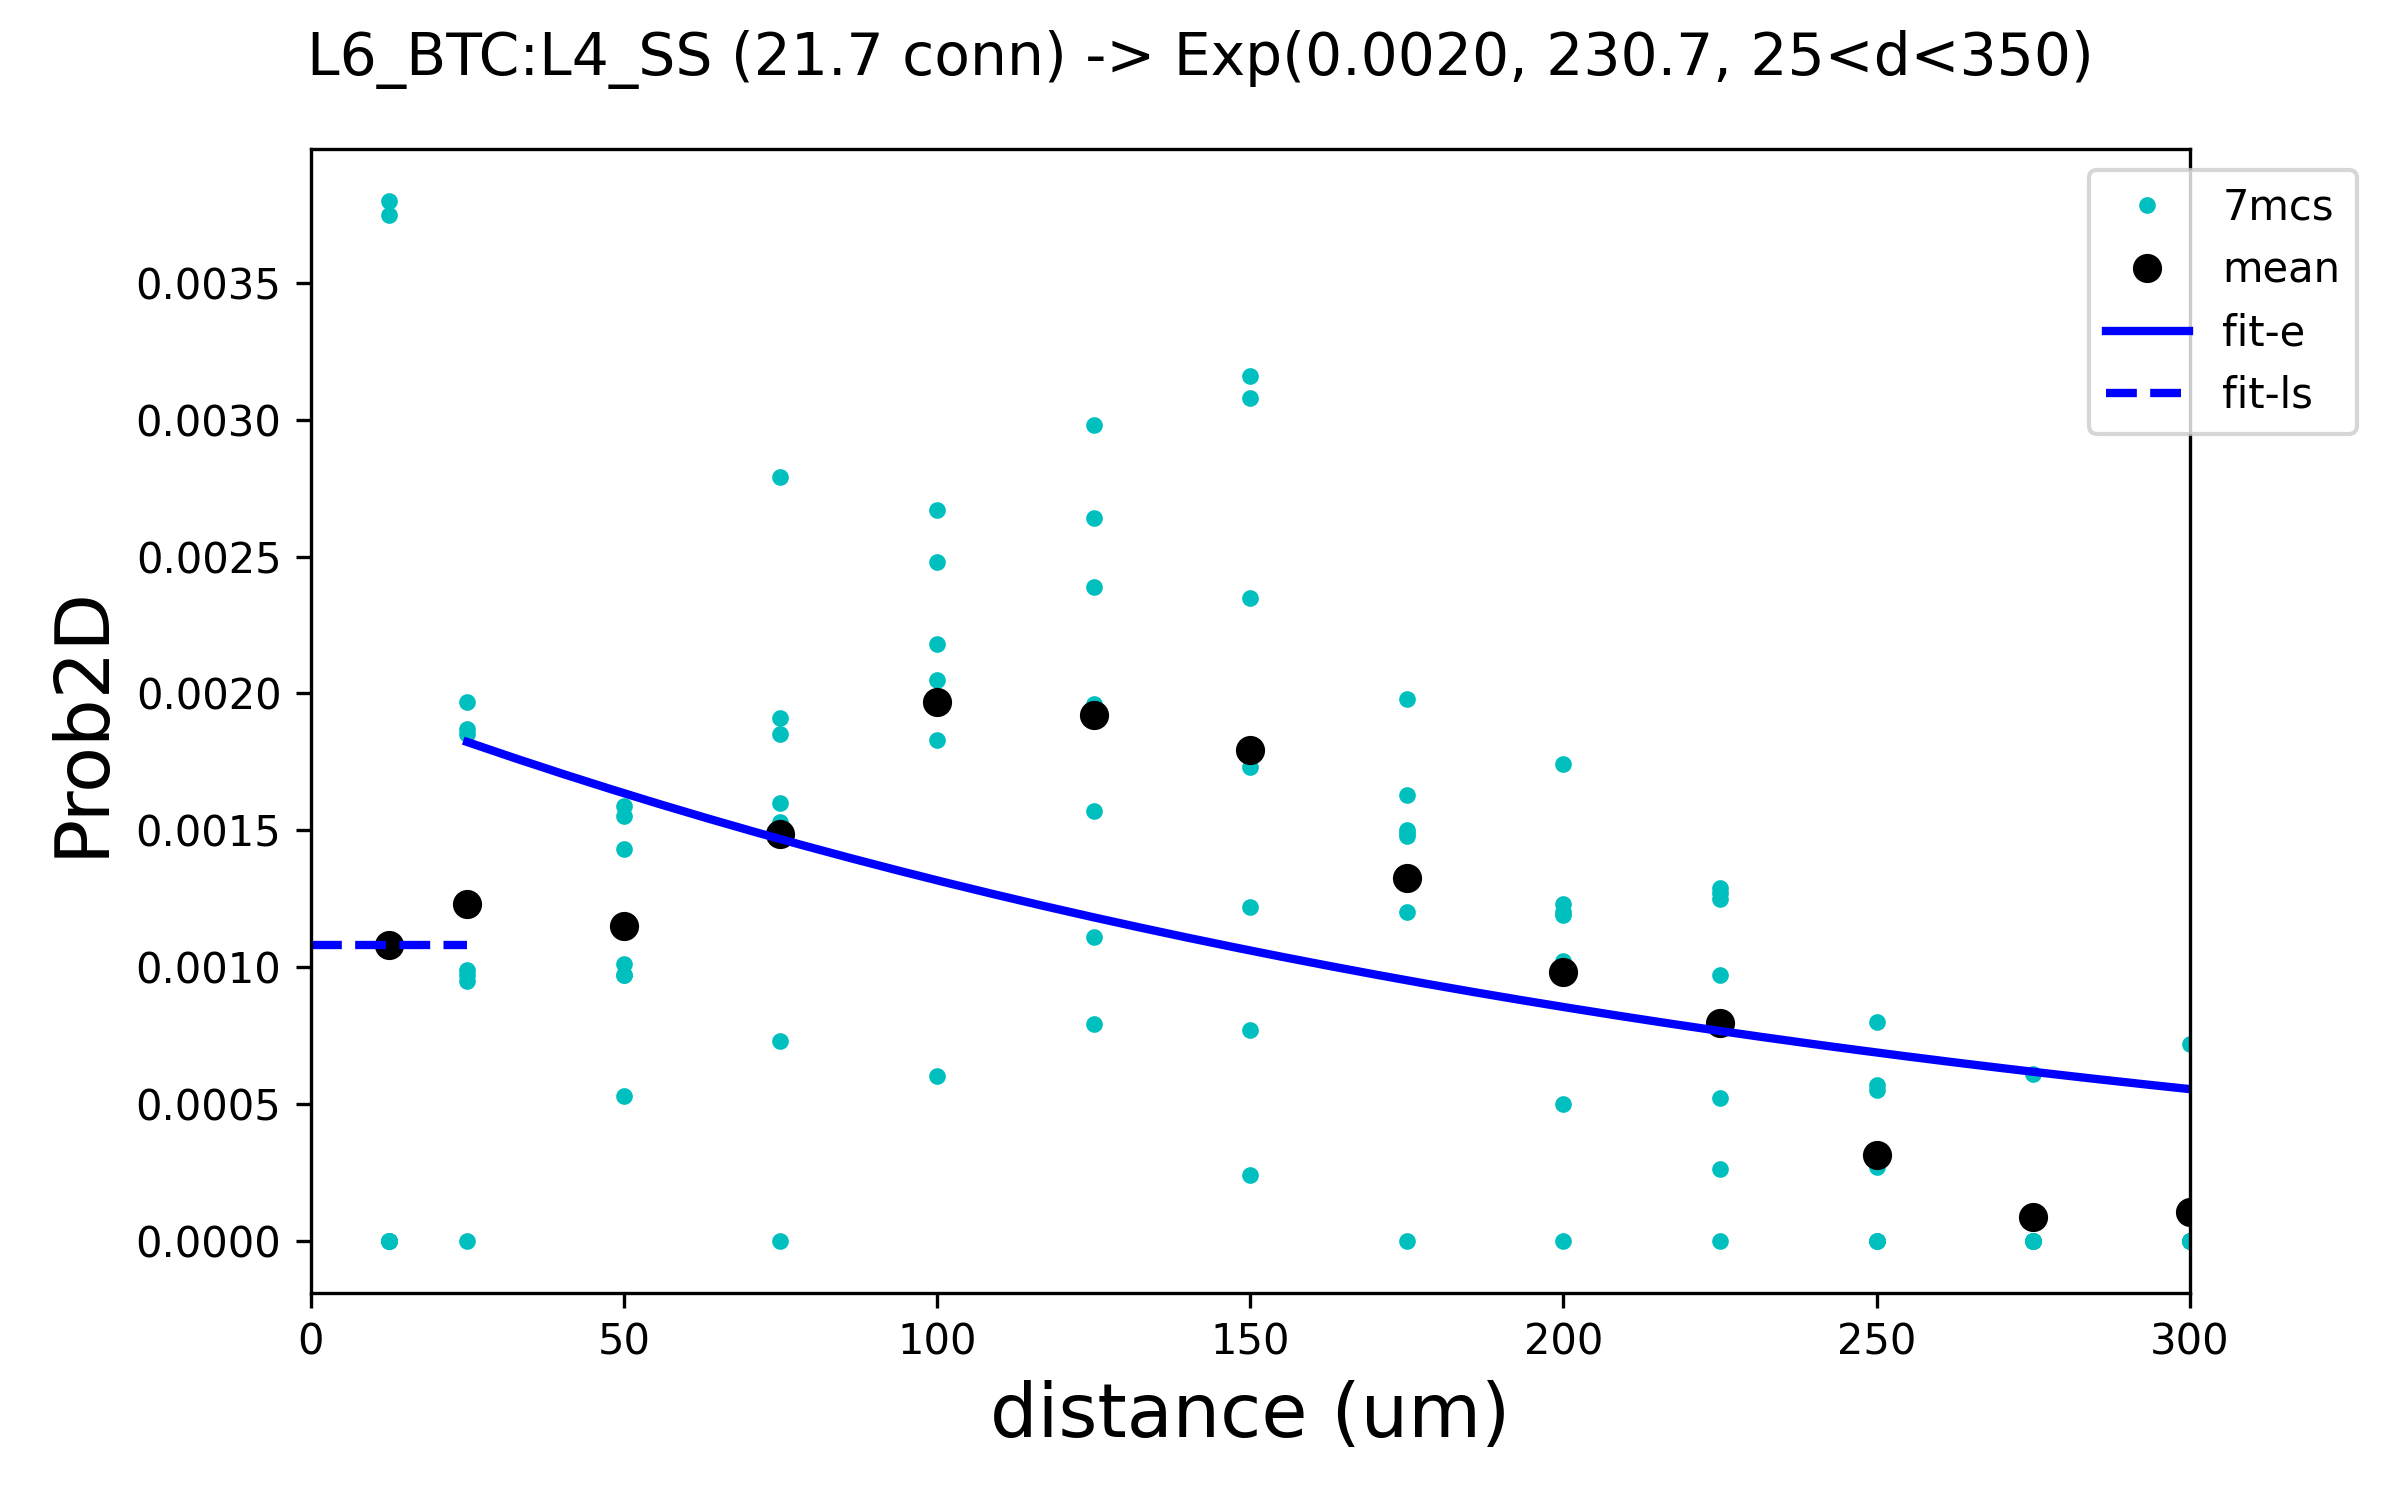 L6_BTC:L4_SS (21.7 conn) -> Exp(0.0020, 230.7, 25<d<350)
7mcs
mean
fit-e
fit-ls
Prob2D
0.0035
0.0030
0.0025
0.0020
0.0015
0.0010
0.0005
0.0000
0 50 100 150 200 250 300
distance (um)